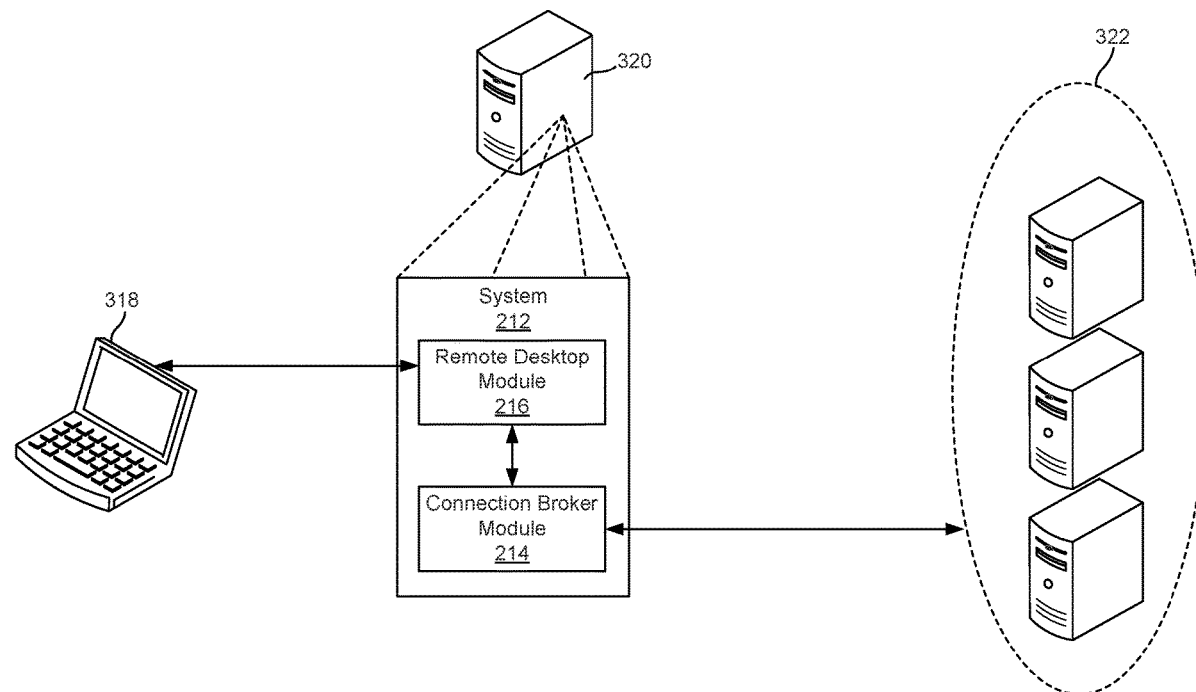 320
322
318
System
212
Remote Desktop
Module
216
Connection Broker
Module
214